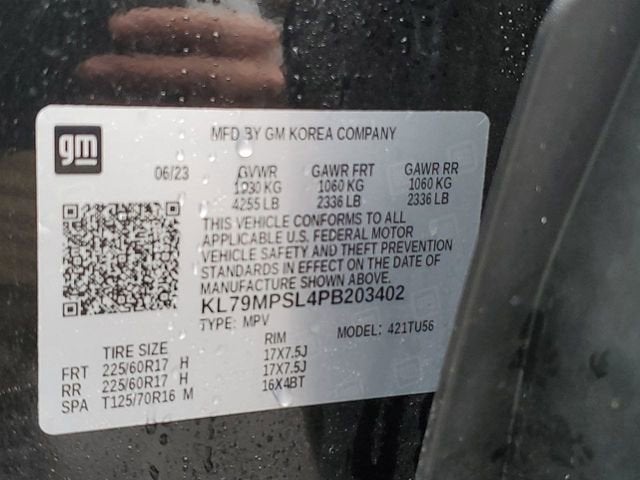 gm
MFD BY GM KOREA COMPANY
06/23 GVWR GAWR FRT GAWR RR
1930 KG 1060 KG 1060 KG
4255 LB 2336 LB 2336 LB
THIS VEHICLE CONFORMS TO ALL
APPLICABLE U.S. FEDERAL MOTOR
VEHICLE SAFETY AND THEFT PREVENTION
STANDARDS IN EFFECT ON THE DATE OF
MANUFACTURE SHOWN ABOVE.
KL79MPSL4PB203402
TYPE: MPV MODEL: 421TU56
TIRE SIZE RIM
FRT 225/60R17 H 17X7.5J
RR 225/60R17 H 17X7.5J
SPA T125/70R16 M 16X4BT